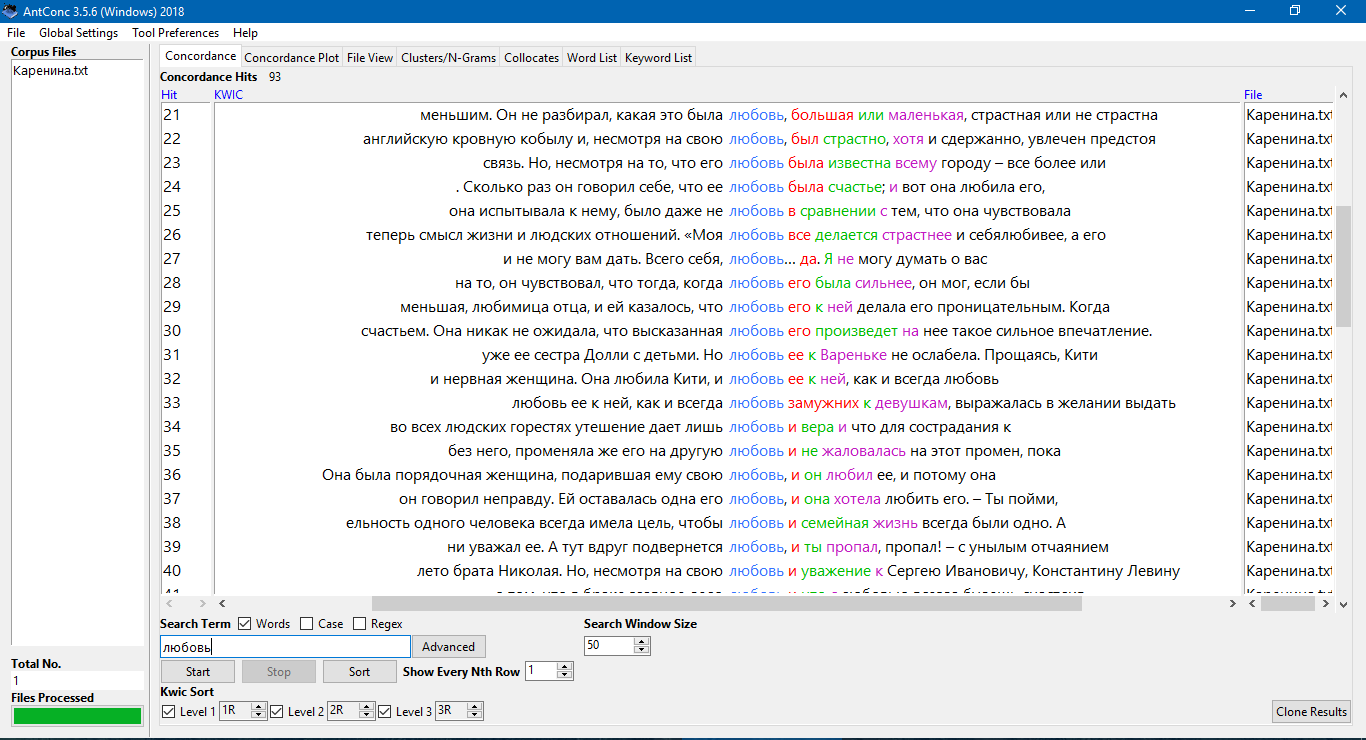 AntConc 3.5.6 (Windows) 2018
File Global Settings Tool Preferences Help
Corpus Files
Каренина.txt
Total No.
1
Files Processed
Concordance Concordance Plot File View Clusters/N-Grams Collocates Word List Keyword List
Concordance Hits 93
Hit KWIC File
21 меньшим. Он не разбирал, какая это была любовь, большая или маленькая, страстная или не страстна Каренина.txt
22 английскую кровную кобылу и, несмотря на свою любовь, был страстно, хотя и сдержанно, увлечен предстоя Каренина.txt
23 связь. Но, несмотря на то, что его любовь была известна всему городу – все более или Каренина.txt
24 . Сколько раз он говорил себе, что ее любовь была счастье; и вот она любила его, Каренина.txt
25 она испытывала к нему, было даже не любовь в сравнении с тем, что она чувствовала Каренина.txt
26 теперь смысл жизни и людских отношений. «Моя любовь все делается страстнее и себялюбивее, а его Каренина.txt
27 и не могу вам дать. Всего себя, любовь... да. Я не могу думать о вас Каренина.txt
28 на то, он чувствовал, что тогда, когда любовь его была сильнее, он мог, если бы Каренина.txt
29 меньшая, любимица отца, и ей казалось, что любовь его к ней делала его проницательным. Когда Каренина.txt
30 счастьем. Она никак не ожидала, что высказанная любовь его произведет на нее такое сильное впечатление. Каренина.txt
31 уже ее сестра Долли с детьми. Но любовь ее к Вареньке не ослабела. Прощаясь, Кити Каренина.txt
32 и нервная женщина. Она любила Кити, и любовь ее к ней, как и всегда любовь Каренина.txt
33 любовь ее к ней, как и всегда любовь замужних к девушкам, выражалась в желании выдать Каренина.txt
34 во всех людских горестях утешение дает лишь любовь и вера и что для сострадания к Каренина.txt
35 без него, променяла же его на другую любовь и не жаловалась на этот промен, пока Каренина.txt
36 Она была порядочная женщина, подарившая ему свою любовь, и он любил ее, и потому она Каренина.txt
37 он говорил неправду. Ей оставалась одна его любовь, и она хотела любить его. – Ты пойми, Каренина.txt
38 ельность одного человека всегда имела цель, чтобы любовь и семейная жизнь всегда были одно. А Каренина.txt
39 ни уважал ее. А тут вдруг подвернется любовь, и ты пропал, пропал! – с унылым отчаянием Каренина.txt
40 лето брата Николая. Но, несмотря на свою любовь и уважение к Сергею Ивановичу, Константину Левину Каренина.txt
Search Term Words Case Regex Search Window Size
любовь Advanced 50
Start Stop Sort Show Every Nth Row 1
Kwic Sort
Level 1 1R Level 2 2R Level 3 3R Clone Results